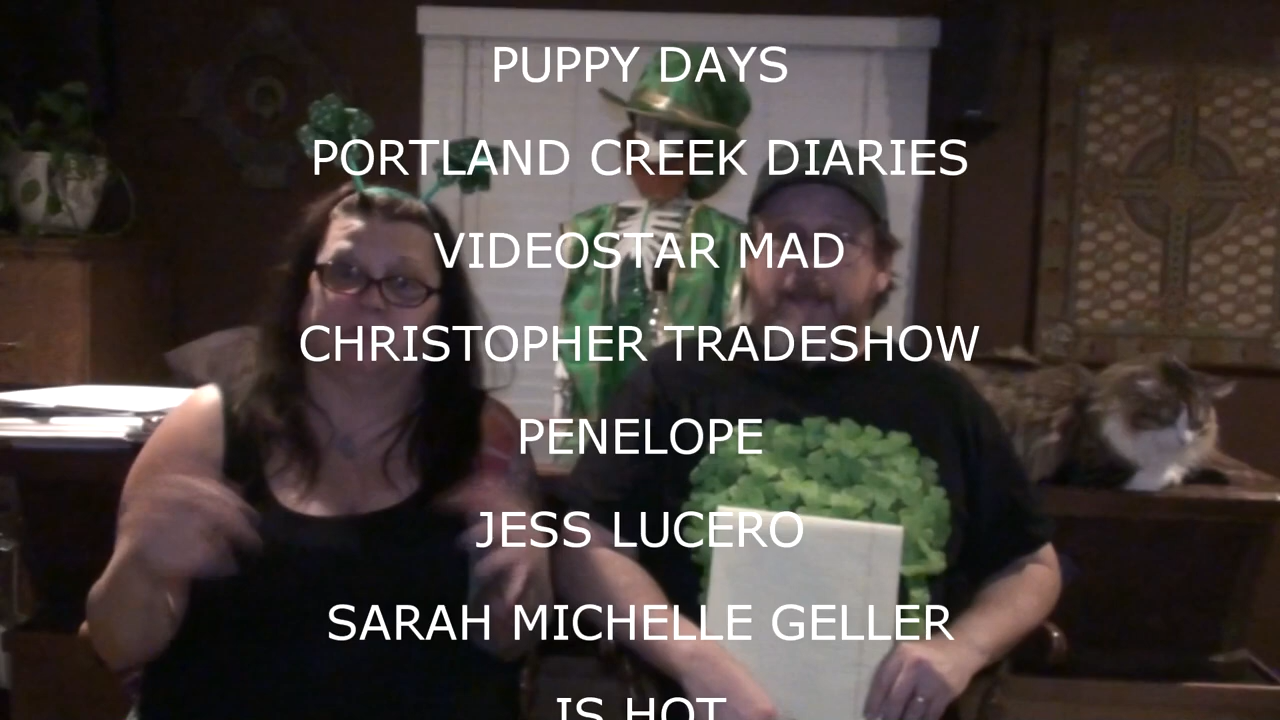 PUPPY DAYS
PORTLAND CREEK DIARIES
VIDEOSTAR MAD
CHRISTOPHER TRADESHOW
PENELOPE
JESS LUCERO
SARAH MICHELLE GELLER
IS HOT